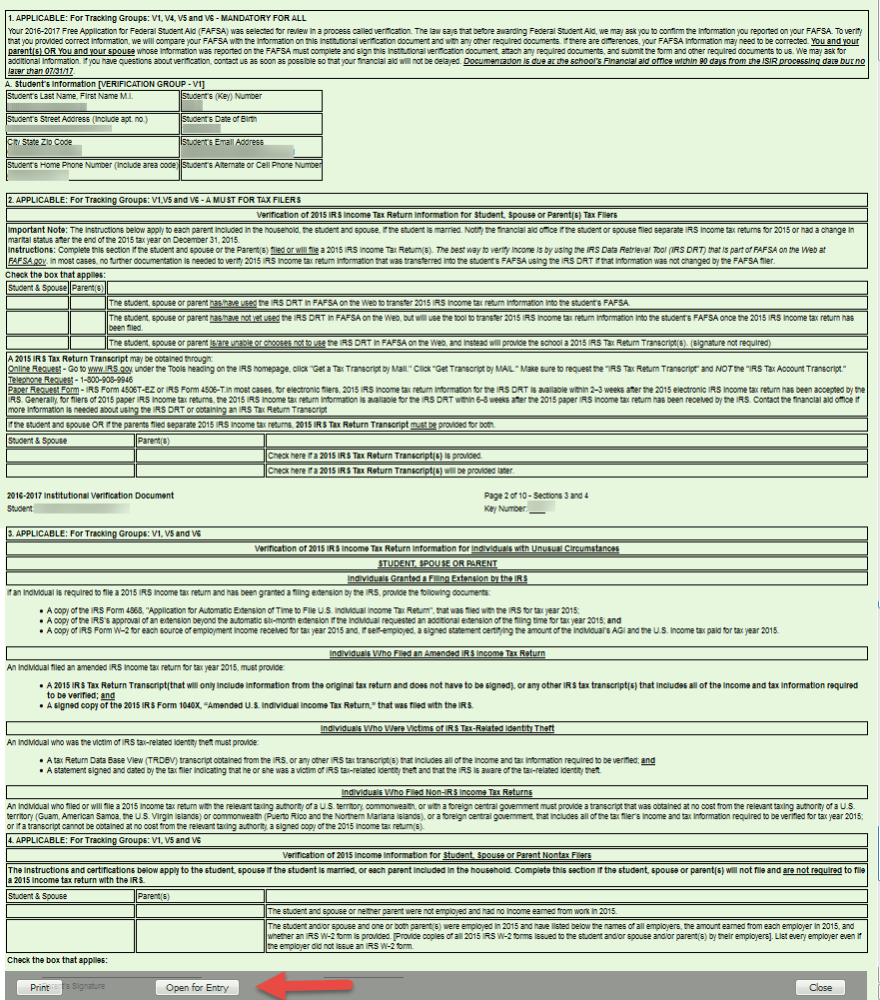 1. APPLICABLE: For Tracking Groups: V1, V4, V5 and V6 - MANDATORY FOR ALL
Your 2016-2017 Free Application for Federal Student Aid (FAFSA) was selected for review in a process called verification. The law says that before awarding Federal Student Aid, we may ask you to confirm the information you reported on your FAFSA. To verify
that you provided correct information, we will compare your FAFSA with the information on this institutional verification document and with any other required documents. If there are differences, your FAFSA information may need to be corrected. You and your
parent(s) OR You and your spouse whose information was reported on the FAFSA must complete and sign this institutional verification document, attach any required documents, and submit the form and other required documents to us. We may ask for
additional information. If you have questions about verification, contact us as soon as possible so that your financial aid will not be delayed. Documentation is due at the school's Financial aid office within 90 days from the ISIR processing date but no
later than 07/31/17.
A. Student's Information [VERIFICATION GROUP - V1]
Student's Last Name, First Name M.I. Student's (Key) Number
Student's Street Address (include apt. no.) Student's Date of Birth
City State Zip Code Student's Email Address
Student's Home Phone Number (include area code) Student's Alternate or Cell Phone Number
2. APPLICABLE: For Tracking Groups: V1,V5 and V6 - A MUST FOR TAX FILERS
Verification of 2015 IRS Income Tax Return Information for Student, Spouse or Parent(s) Tax Filers
Important Note: The instructions below apply to each parent included in the household, the student and spouse, if the student is married. Notify the financial aid office if the student or spouse filed separate IRS income tax returns for 2015 or had a change in
marital status after the end of the 2015 tax year on December 31, 2015.
Instructions: Complete this section if the student and spouse or the Parent(s) filed or will file a 2015 IRS Income Tax Return(s). The best way to verify income is by using the IRS Data Retrieval Tool (IRS DRT) that is part of FAFSA on the Web at
FAFSA.gov. In most cases, no further documentation is needed to verify 2015 IRS income tax return information that was transferred into the student's FAFSA using the IRS DRT if that information was not changed by the FAFSA filer.
Check the box that applies:
Student & Spouse Parent(s)
The student, spouse or parent has/have used the IRS DRT in FAFSA on the Web to transfer 2015 IRS income tax return information into the student's FAFSA.
The student, spouse or parent has/have not yet used the IRS DRT in FAFSA on the Web, but will use the tool to transfer 2015 IRS income tax return information into the student's FAFSA once the 2015 IRS income tax return has
been filed.
The student, spouse or parent is/are unable or chooses not to use the IRS DRT in FAFSA on the Web, and instead will provide the school a 2015 IRS Tax Return Transcript(s). (signature not required)
A 2015 IRS Tax Return Transcript may be obtained through:
Online Request - Go to www.IRS.gov, under the Tools heading on the IRS homepage, click "Get a Tax Transcript by Mail." Click "Get Transcript by MAIL." Make sure to request the "IRS Tax Return Transcript" and NOT the "IRS Tax Account Transcript."
Telephone Request - 1-800-908-9946
Paper Request Form - IRS Form 4506T-EZ or IRS Form 4506-T.In most cases, for electronic filers, 2015 IRS income tax return information for the IRS DRT is available within 2–3 weeks after the 2015 electronic IRS income tax return has been accepted by the
IRS. Generally, for filers of 2015 paper IRS income tax returns, the 2015 IRS income tax return information is available for the IRS DRT within 6-8 weeks after the 2015 paper IRS income tax return has been received by the IRS. Contact the financial aid office if
more information is needed about using the IRS DRT or obtaining an IRS Tax Return Transcript
If the student and spouse OR if the parents filed separate 2015 IRS income tax returns, 2015 IRS Tax Return Transcript must be provided for both.
Student & Spouse Parent(s)
Check here if a 2015 IRS Tax Return Transcript(s) is provided.
Check here if a 2015 IRS Tax Return Transcript(s) will be provided later.
2016-2017 Institutional Verification Document Page 2 of 10 - Sections 3 and 4
Student: Key Number:
3. APPLICABLE: For Tracking Groups: V1, V5 and V6
Verification of 2015 IRS Income Tax Return Information for Individuals with Unusual Circumstances
STUDENT, SPOUSE OR PARENT
Individuals Granted a Filing Extension by the IRS
If an individual is required to file a 2015 IRS income tax return and has been granted a filing extension by the IRS, provide the following documents:
• A copy of the IRS Form 4868, "Application for Automatic Extension of Time to File U.S. Individual Income Tax Return", that was filed with the IRS for tax year 2015;
• A copy of the IRS's approval of an extension beyond the automatic six-month extension if the individual requested an additional extension of the filing time for tax year 2015; and
• A copy of IRS Form W–2 for each source of employment income received for tax year 2015 and, if self-employed, a signed statement certifying the amount of the individual's AGI and the U.S. income tax paid for tax year 2015.
Individuals Who Filed an Amended IRS Income Tax Return
An individual filed an amended IRS income tax return for tax year 2015, must provide:
• A 2015 IRS Tax Return Transcript(that will only include information from the original tax return and does not have to be signed), or any other IRS tax transcript(s) that includes all of the income and tax information required
to be verified; and
• A signed copy of the 2015 IRS Form 1040X, "Amended U.S. Individual Income Tax Return," that was filed with the IRS.
Individuals Who Were Victims of IRS Tax-Related Identity Theft
An individual who was the victim of IRS tax-related identity theft must provide:
• A tax Return Data Base View (TRDBV) transcript obtained from the IRS, or any other IRS tax transcript(s) that includes all of the income and tax information required to be verified; and
• A statement signed and dated by the tax filer indicating that he or she was a victim of IRS tax-related identity theft and that the IRS is aware of the tax-related identity theft.
Individuals Who Filed Non-IRS Income Tax Returns
An individual who filed or will file a 2015 income tax return with the relevant taxing authority of a U.S. territory, commonwealth, or with a foreign central government must provide a transcript that was obtained at no cost from the relevant taxing authority of a U.S.
territory (Guam, American Samoa, the U.S. Virgin Islands) or commonwealth (Puerto Rico and the Northern Mariana Islands), or a foreign central government, that includes all of the tax filer's income and tax information required to be verified for tax year 2015;
or if a transcript cannot be obtained at no cost from the relevant taxing authority, a signed copy of the 2015 income tax return(s).
4. APPLICABLE: For Tracking Groups: V1, V5 and V6
Verification of 2015 Income Information for Student, Spouse or Parent Nontax Filers
The instructions and certifications below apply to the student, spouse if the student is married, or each parent included in the household. Complete this section if the student, spouse or parent(s) will not file and are not required to file
a 2015 income tax return with the IRS.
Student & Spouse Parent(s)
The student and spouse or neither parent were not employed and had no income earned from work in 2015.
The student and/or spouse and one or both parent(s) were employed in 2015 and have listed below the names of all employers, the amount earned from each employer in 2015, and
whether an IRS W-2 form is provided. [Provide copies of all 2015 IRS W-2 forms issued to the student and/or spouse and/or parent(s) by their employers]. List every employer even if
the employer did not issue an IRS W-2 form.
Check the box that applies:
Print Signature Open for Entry Close